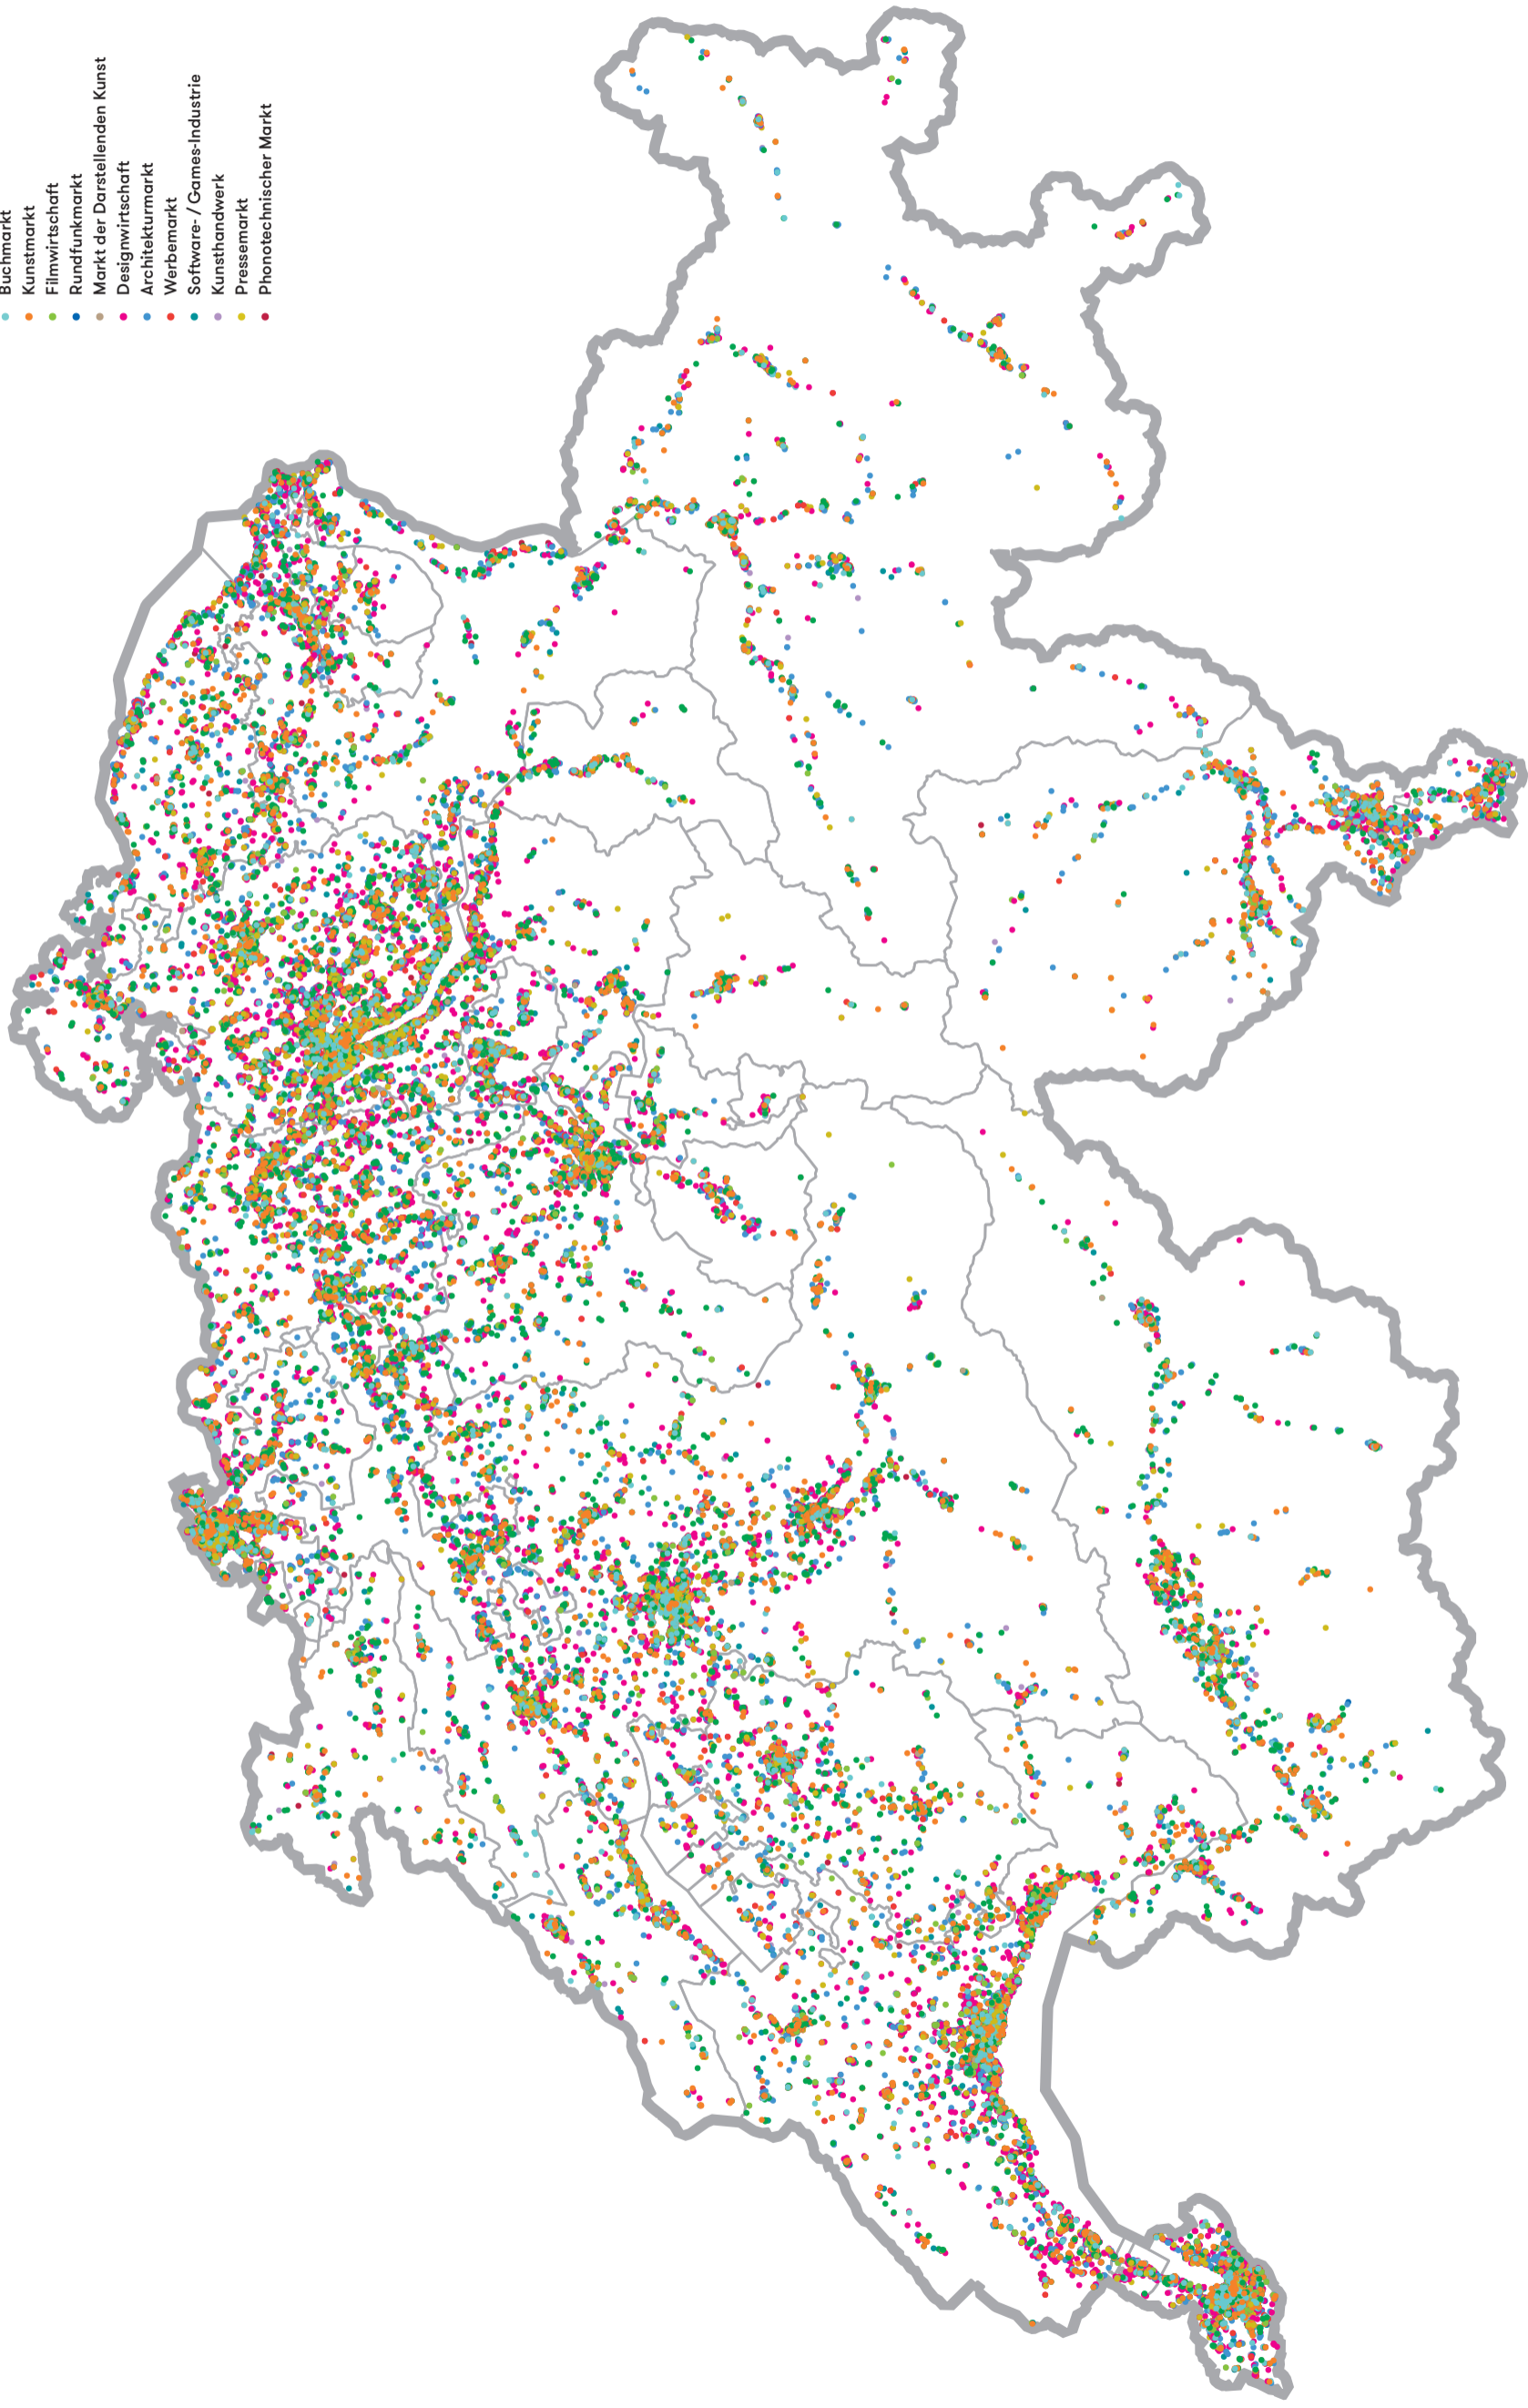 Buchmarkt
Kunstmarkt
Filmwirtschaft
Rundfunkmarkt
Markt der Darstellenden Kunst
Designwirtschaft
Architekturmarkt
Werbemarkt
Software- / Games-Industrie
Kunsthandwerk
Pressemarkt
Phonotechnischer Markt